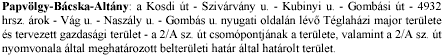 Papvölgy-Bácska-Altány: a Kosdi út - Szivárvány u. - Kubinyi u. - Gombási út - 4932
hrsz. árok - Vág u. - Naszály u. - Gombás u. nyugati oldalán lévő Téglaházi major területe
és tervezett gazdasági terület - a 2/A sz. út csomópontjának a területe, valamint a 2/A sz. út
nyomvonala által meghatározott belterületi határ által határolt terület.